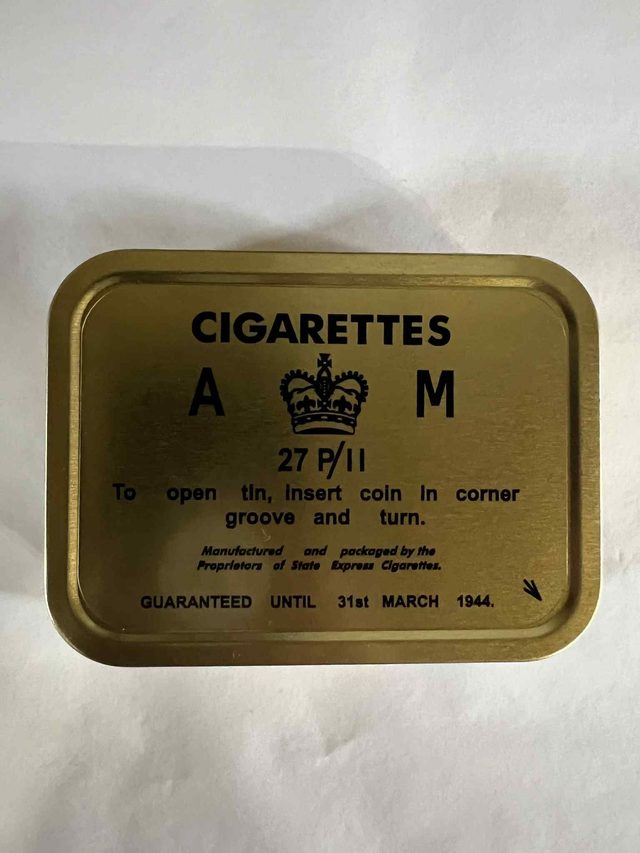 CIGARETTES
A M
27 P/II
To open tin, insert coin in corner
groove and turn.
Manufactured and packaged by the
Proprietors of State Express Cigarettes.
GUARANTEED UNTIL 31st MARCH 1944.